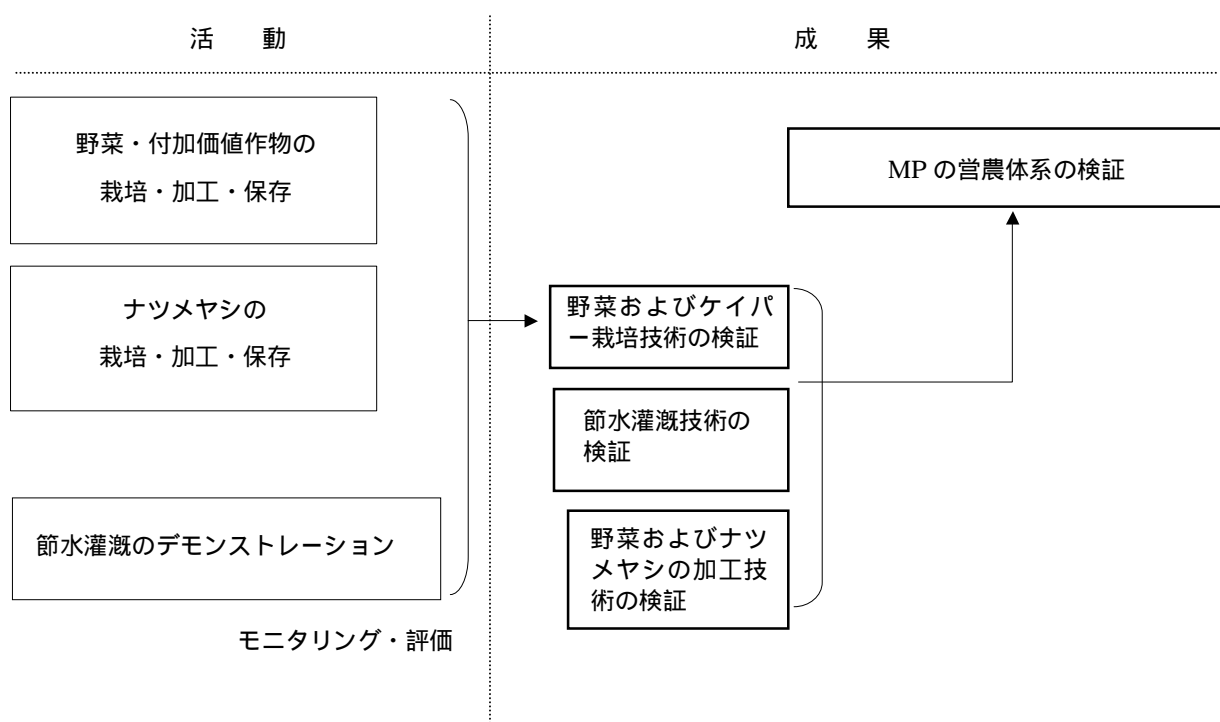 活　動
成　果
野菜・付加価値作物の
栽培・加工・保存
ナツメヤシの
栽培・加工・保存
節水灌漑のデモンストレーション
モニタリング・評価
野菜およびケイパ
ー栽培技術の検証
節水灌漑技術の
検証
野菜およびナツ
メヤシの加工技
術の検証
MP の営農体系の検証